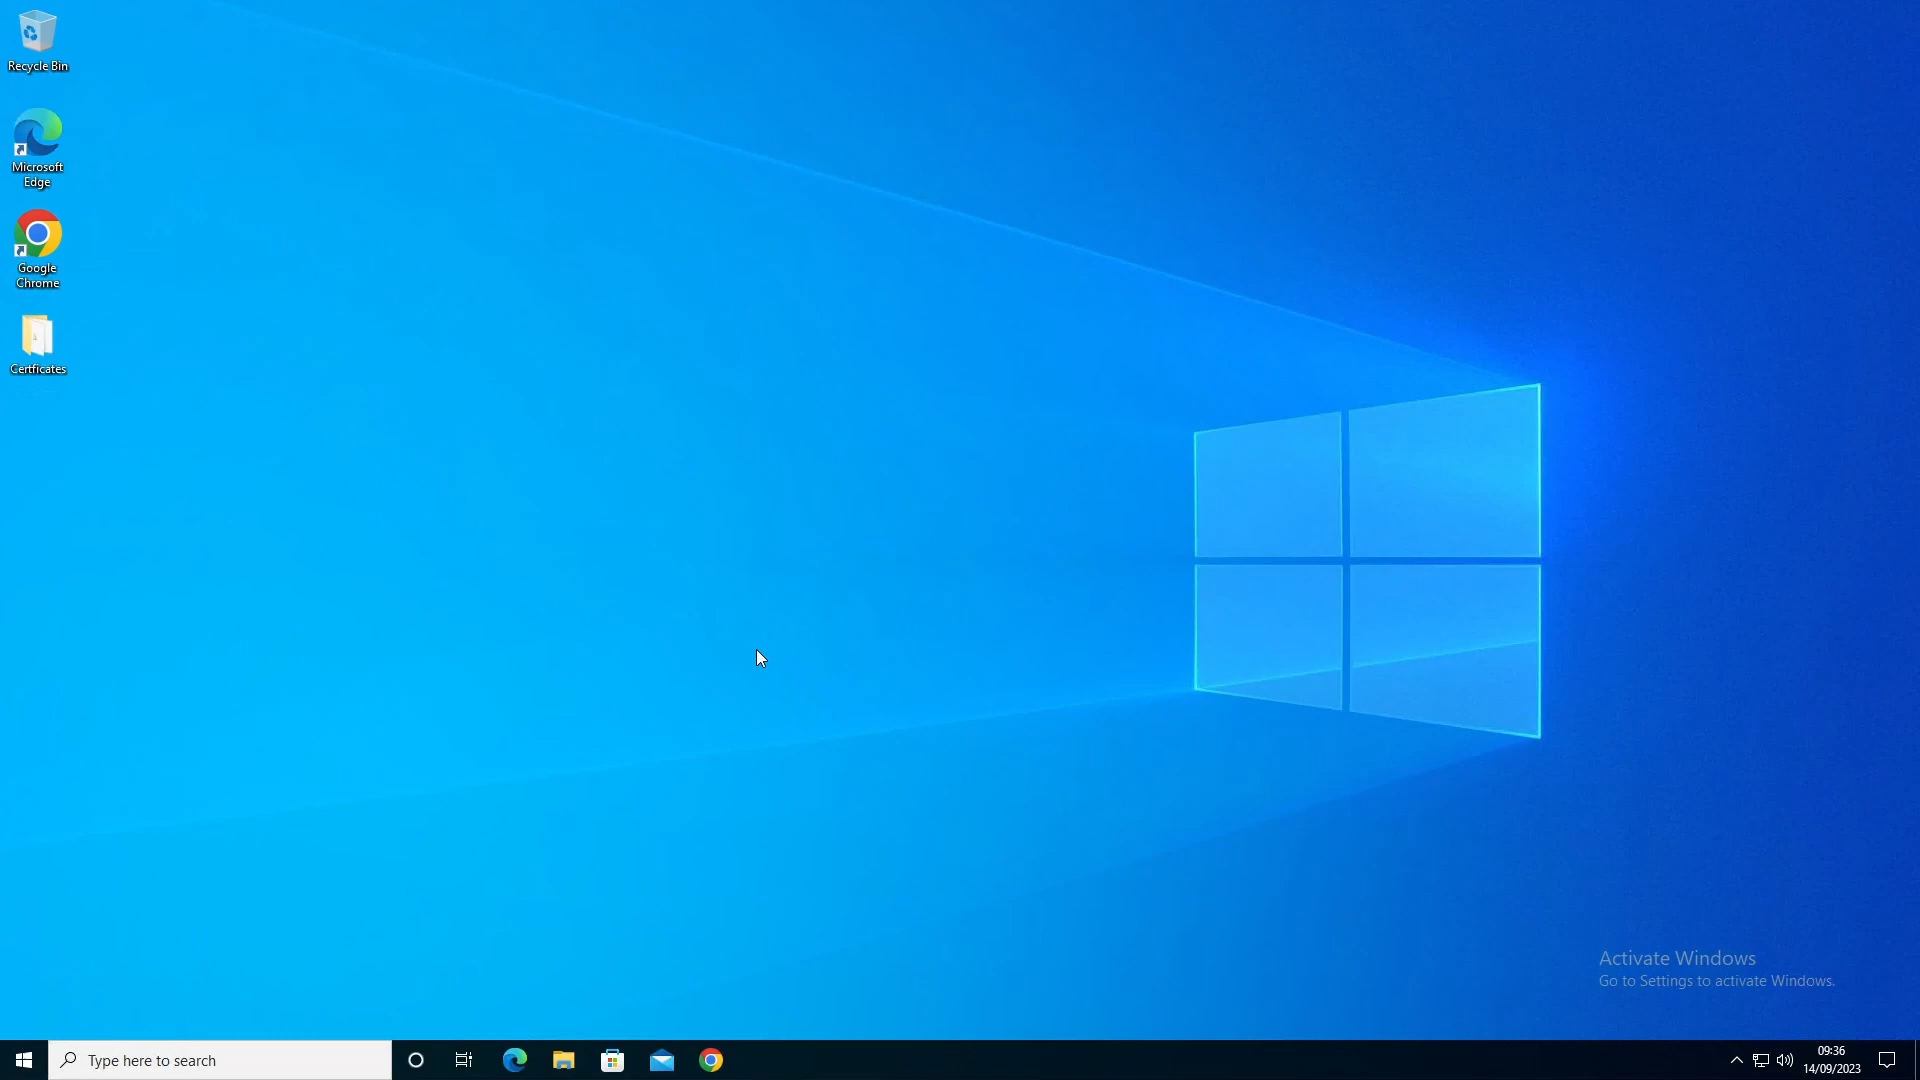 Recycle Bin
Microsoft
Edge
Google
Chrome
Certficates
Activate Windows
Go to Settings to activate Windows.
Type here to search
09:36
14/09/2023